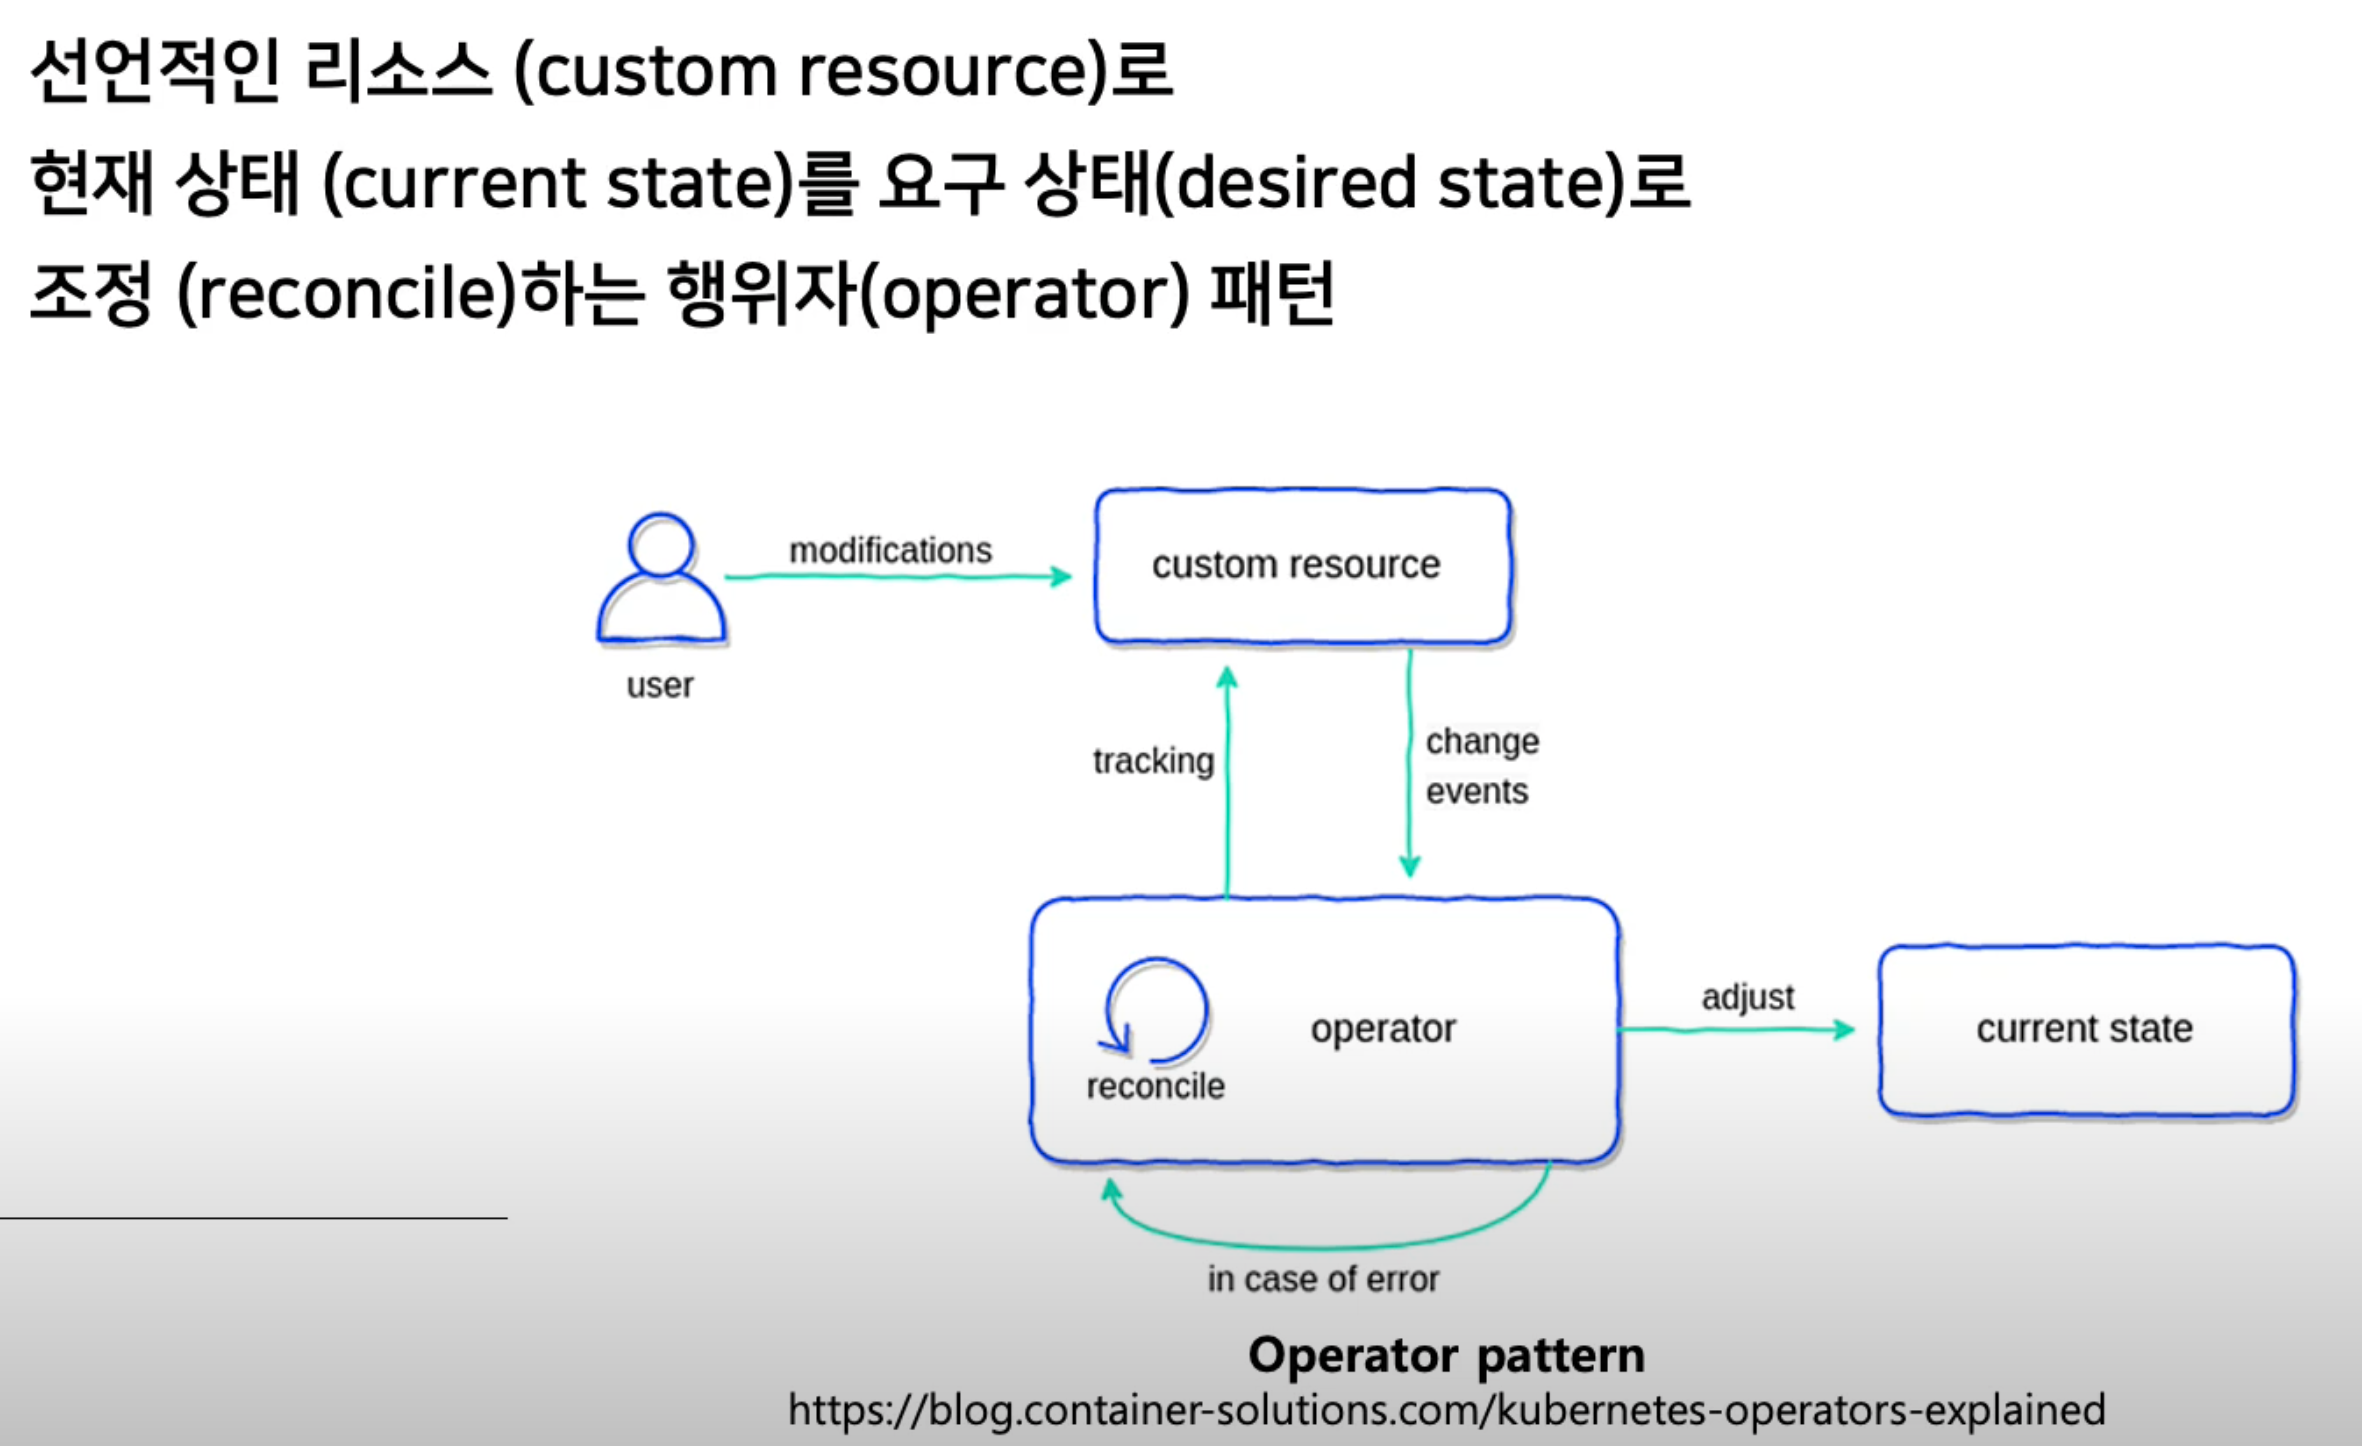 선언적인 리소스 (custom resource)로
현재 상태 (current state)를 요구 상태(desired state)로
조정 (reconcile)하는 행위자(operator) 패턴
modifications
custom resource
user
tracking
change
events
operator
reconcile
adjust
current state
in case of error
Operator pattern
https://blog.container-solutions.com/kubernetes-operators-explained